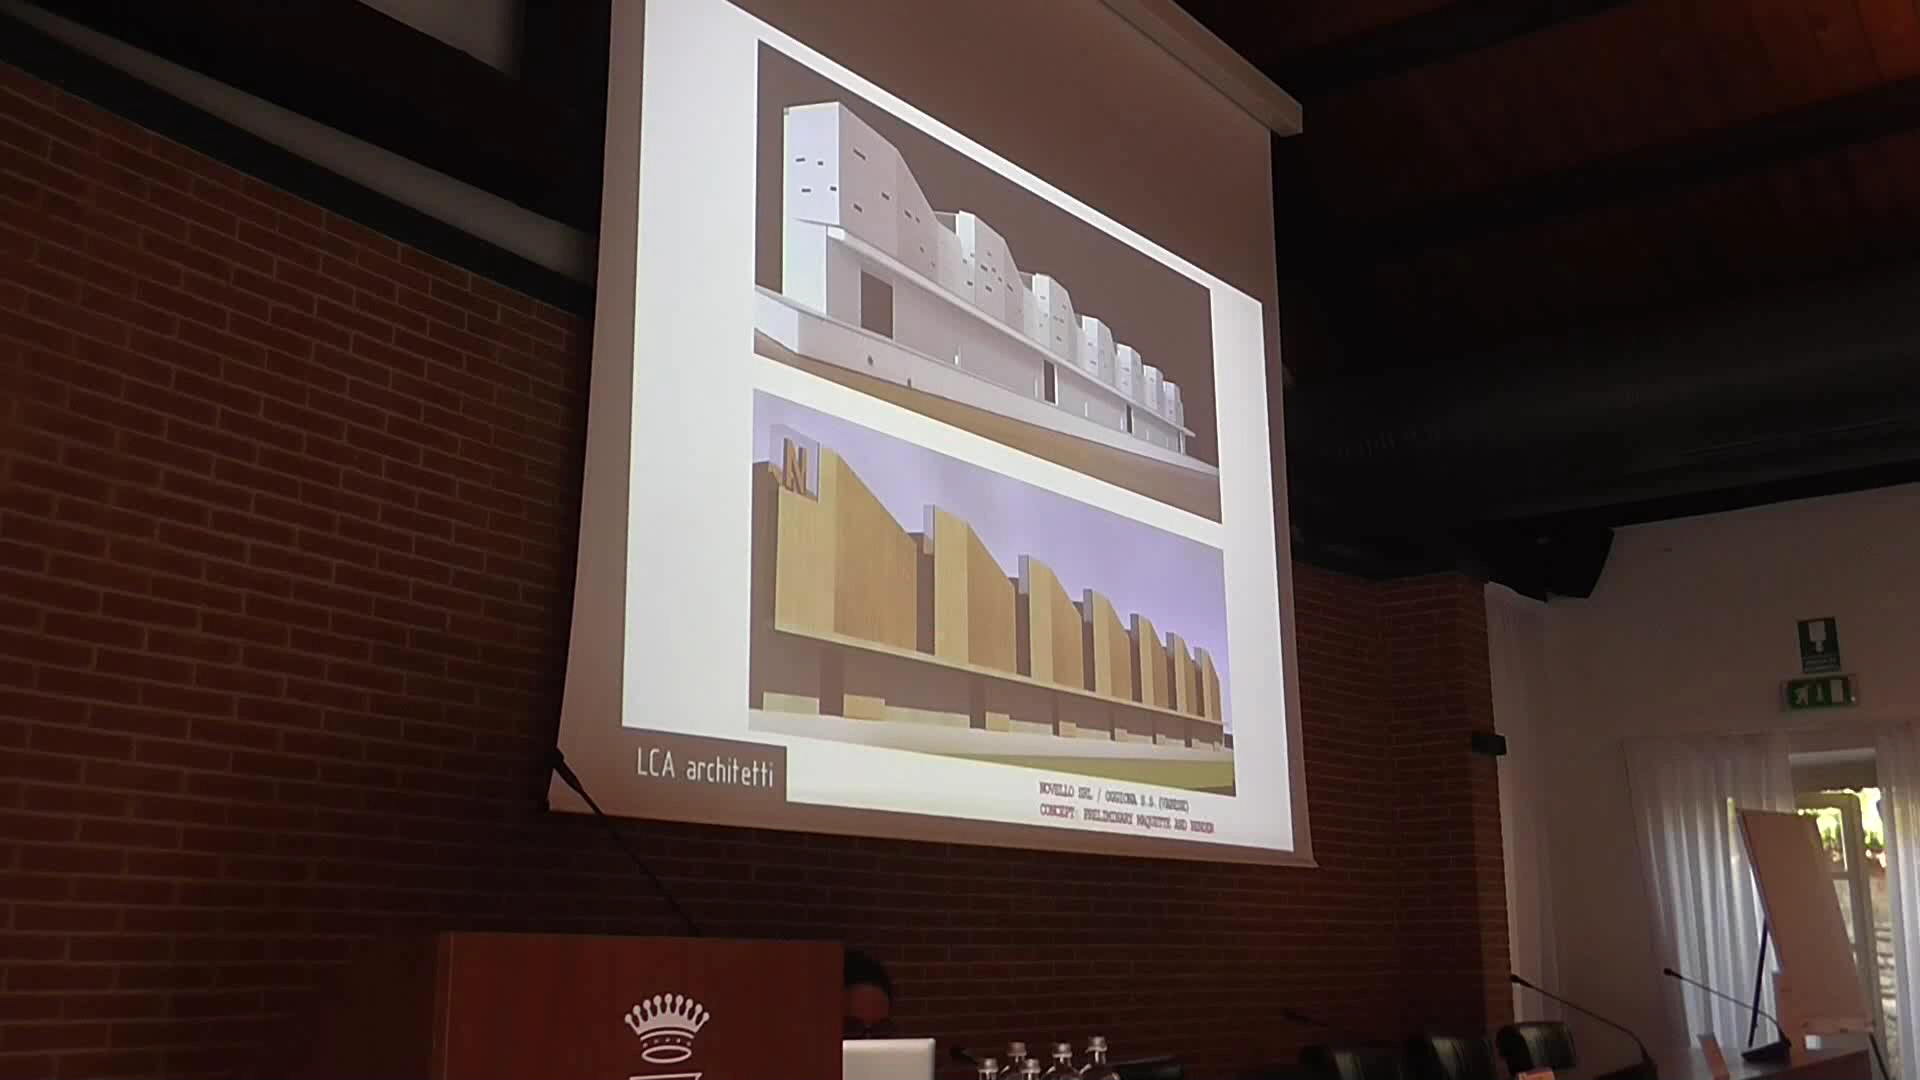 N
LCA architetti
NOVELLO SRL / OGGIONA S.S. (VARESE)
CONCEPT: PRELIMINARY MAQUETTE AND RENDER